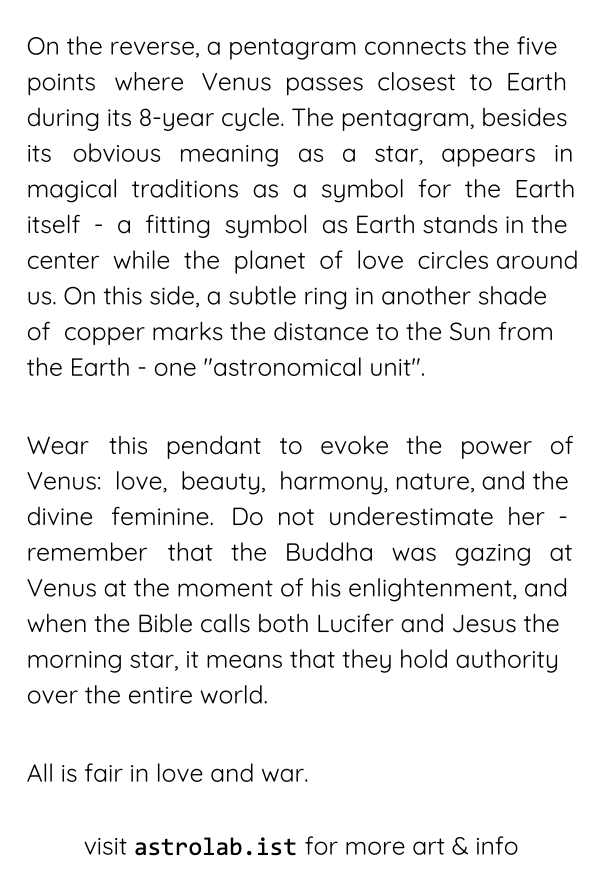 On the reverse, a pentagram connects the five
points where Venus passes closest to Earth
during its 8-year cycle. The pentagram, besides
its obvious meaning as a star, appears in
magical traditions as a symbol for the Earth
itself - a fitting symbol as Earth stands in the
center while the planet of love circles around
us. On this side, a subtle ring in another shade
of copper marks the distance to the Sun from
the Earth - one "astronomical unit".
Wear this pendant to evoke the power of
Venus: love, beauty, harmony, nature, and the
divine feminine. Do not underestimate her -
remember that the Buddha was gazing at
Venus at the moment of his enlightenment, and
when the Bible calls both Lucifer and Jesus the
morning star, it means that they hold authority
over the entire world.
All is fair in love and war.
visit astrolab.ist for more art & info